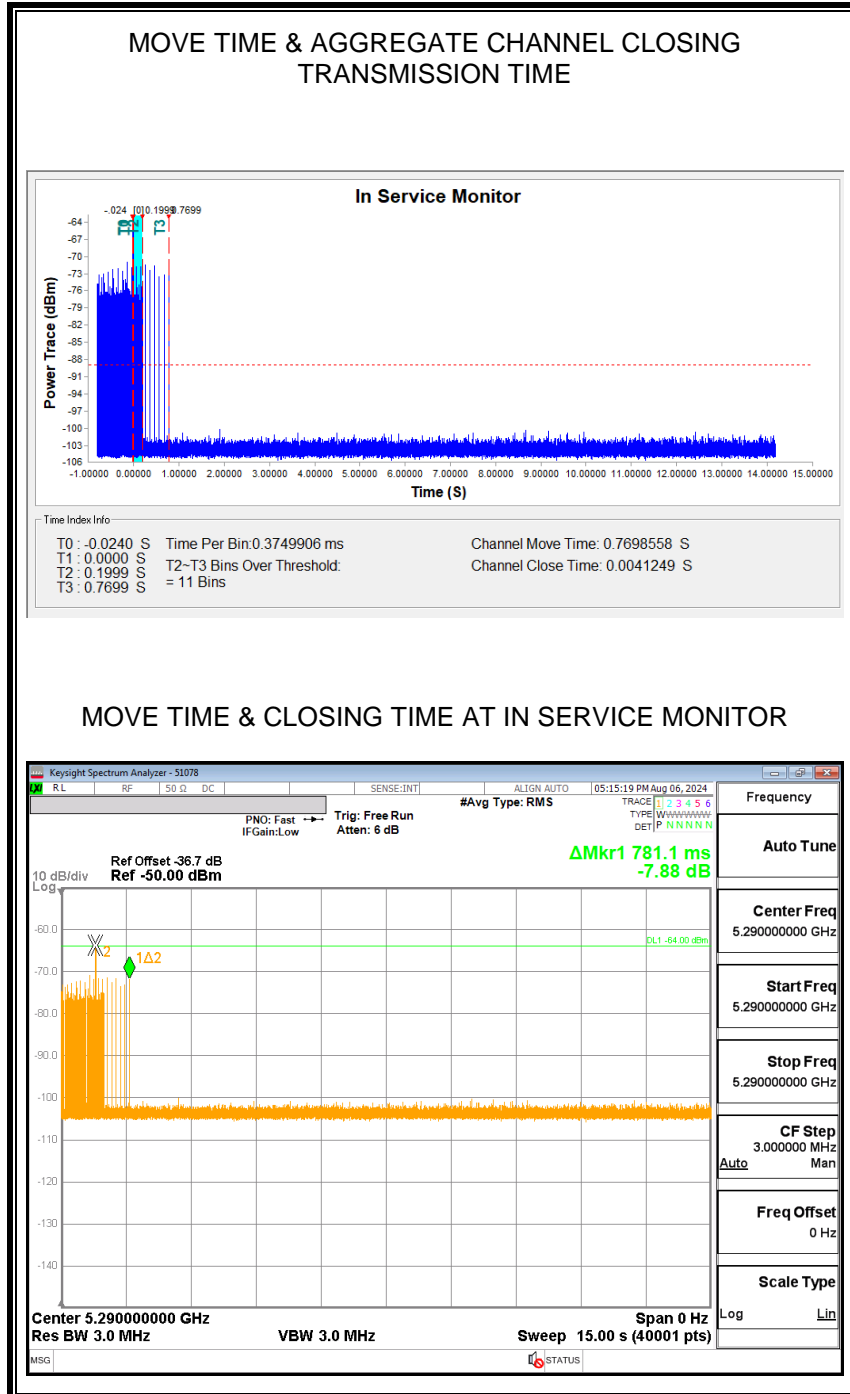 MOVE TIME & AGGREGATE CHANNEL CLOSING
TRANSMISSION TIME
In Service Monitor
-.024 [0]0.1999 0.7699
T2 T3
Power Trace (dBm)
-64
-67
-70
-73
-76
-79
-82
-85
-88
-91
-94
-97
-100
-103
-106
-1.00000 0.00000 1.00000 2.00000 3.00000 4.00000 5.00000 6.00000 7.00000 8.00000 9.00000 10.00000 11.00000 12.00000 13.00000 14.00000 15.00000
Time (S)
Time Index Info
T0 : -0.0240 S Time Per Bin:0.3749906 ms Channel Move Time: 0.7698558 S
T1 : 0.0000 S
T2 : 0.1999 S T2~T3 Bins Over Threshold: Channel Close Time: 0.0041249 S
T3 : 0.7699 S = 11 Bins
MOVE TIME & CLOSING TIME AT IN SERVICE MONITOR
Keysight Spectrum Analyzer - 51078
LXI RL RF 50 Ω DC SENSE:INT ALIGN AUTO 05:15:19 PM Aug 06, 2024
#Avg Type: RMS TRACE 1 2 3 4 5 6
PNO: Fast Trig: Free Run TYPE WWWWWW
IFGain:Low Atten: 6 dB DET P N N N N N
ΔMkr1 781.1 ms
-7.88 dB
Ref Offset -36.7 dB
10 dB/div Ref -50.00 dBm
Log
-60.0
-70.0
-80.0
-90.0
-100
-110
-120
-130
-140
DL1 -64.00 dBm
2
1Δ2
Center 5.290000000 GHz Span 0 Hz
Res BW 3.0 MHz VBW 3.0 MHz Sweep 15.00 s (40001 pts)
MSG STATUS
Frequency
Auto Tune
Center Freq
5.290000000 GHz
Start Freq
5.290000000 GHz
Stop Freq
5.290000000 GHz
CF Step
3.000000 MHz
Auto Man
Freq Offset
0 Hz
Scale Type
Log Lin